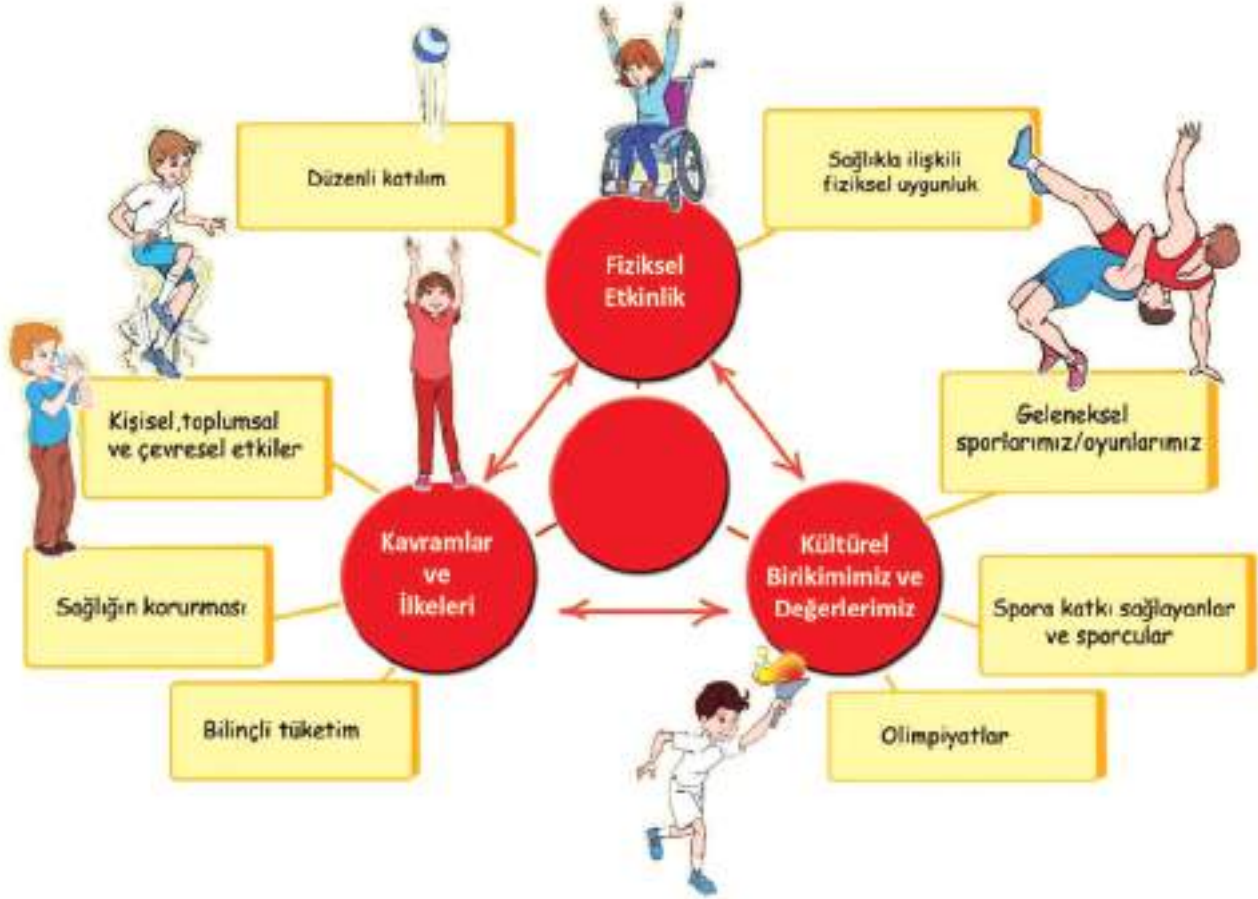 Düzenli katılım
Sağlıkla ilişkili
fiziksel uygunluk
Fiziksel
Etkinlik
Kişisel,toplumsal
ve çevresel etkiler
Geleneksel
sporlarımız/oyunlarımız
Kavramlar
ve
İlkeleri
Kültürel
Birikimimiz ve
Değerlerimiz
Sağlığın korunması
Spora katkı sağlayanlar
ve sporcular
Bilinçli tüketim
Olimpiyatlar